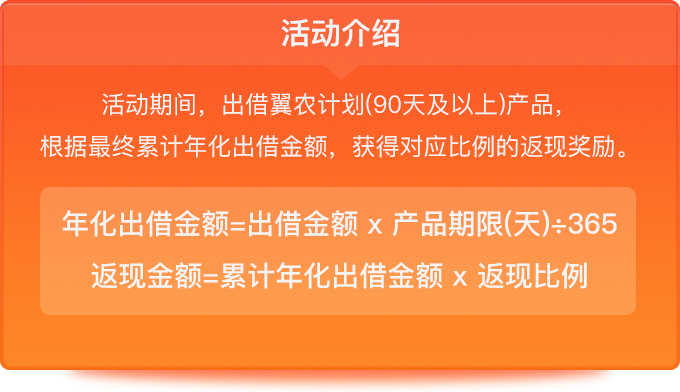 活动介绍
活动期间，出借翼农计划(90天及以上)产品，
根据最终累计年化出借金额，获得对应比例的返现奖励。
年化出借金额=出借金额 x 产品期限(天)÷365
返现金额=累计年化出借金额 x 返现比例